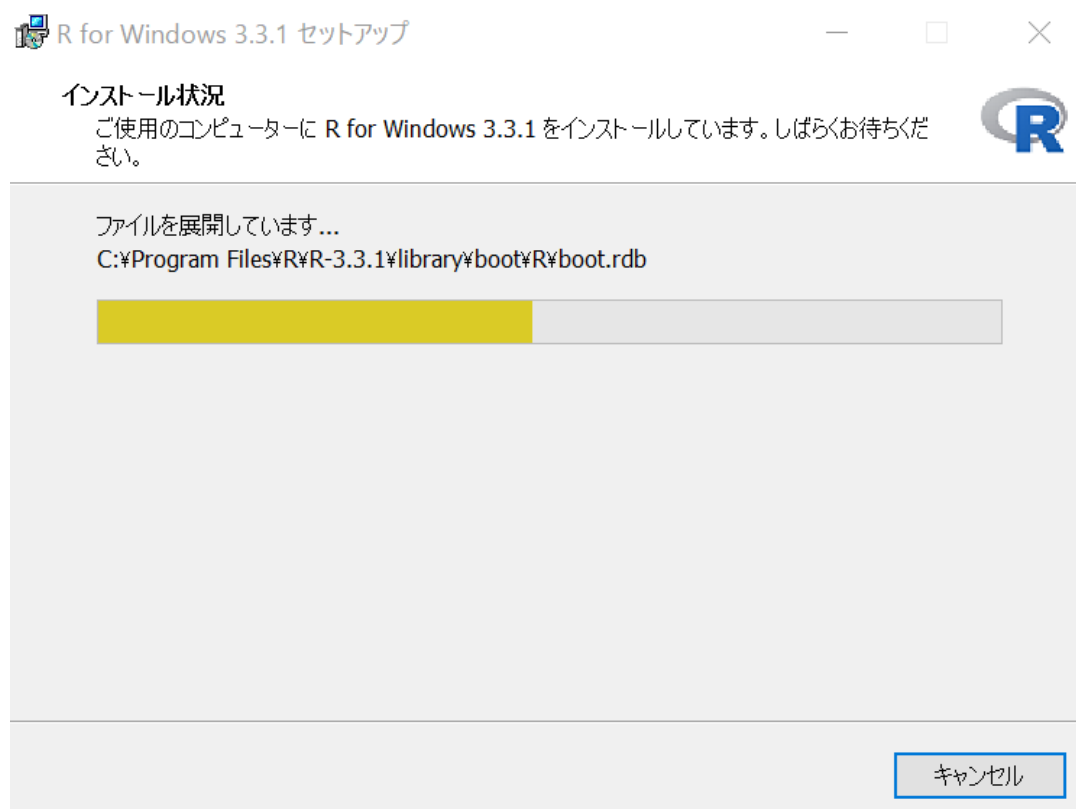 R for Windows 3.3.1 セットアップ
インストール状況
ご使用のコンピューターに R for Windows 3.3.1 をインストールしています。しばらくお待ちくだ
さい。
R
ファイルを展開しています...
C:¥Program Files¥R¥R-3.3.1¥library¥boot¥R¥boot.rdb
キャンセル